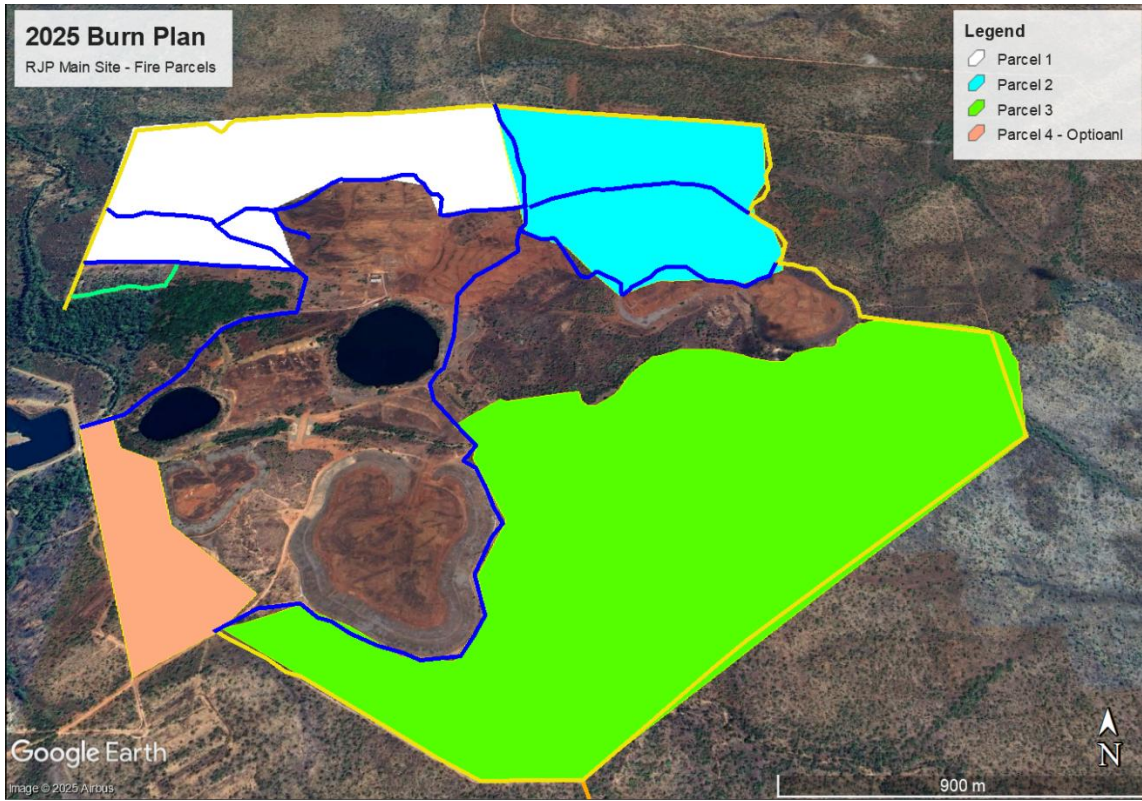 2025 Burn Plan
RJP Main Site - Fire Parcels
Legend
Parcel 1
Parcel 2
Parcel 3
Parcel 4 - Optioanl
Google Earth
Image © 2025 Airbus
N
900 m